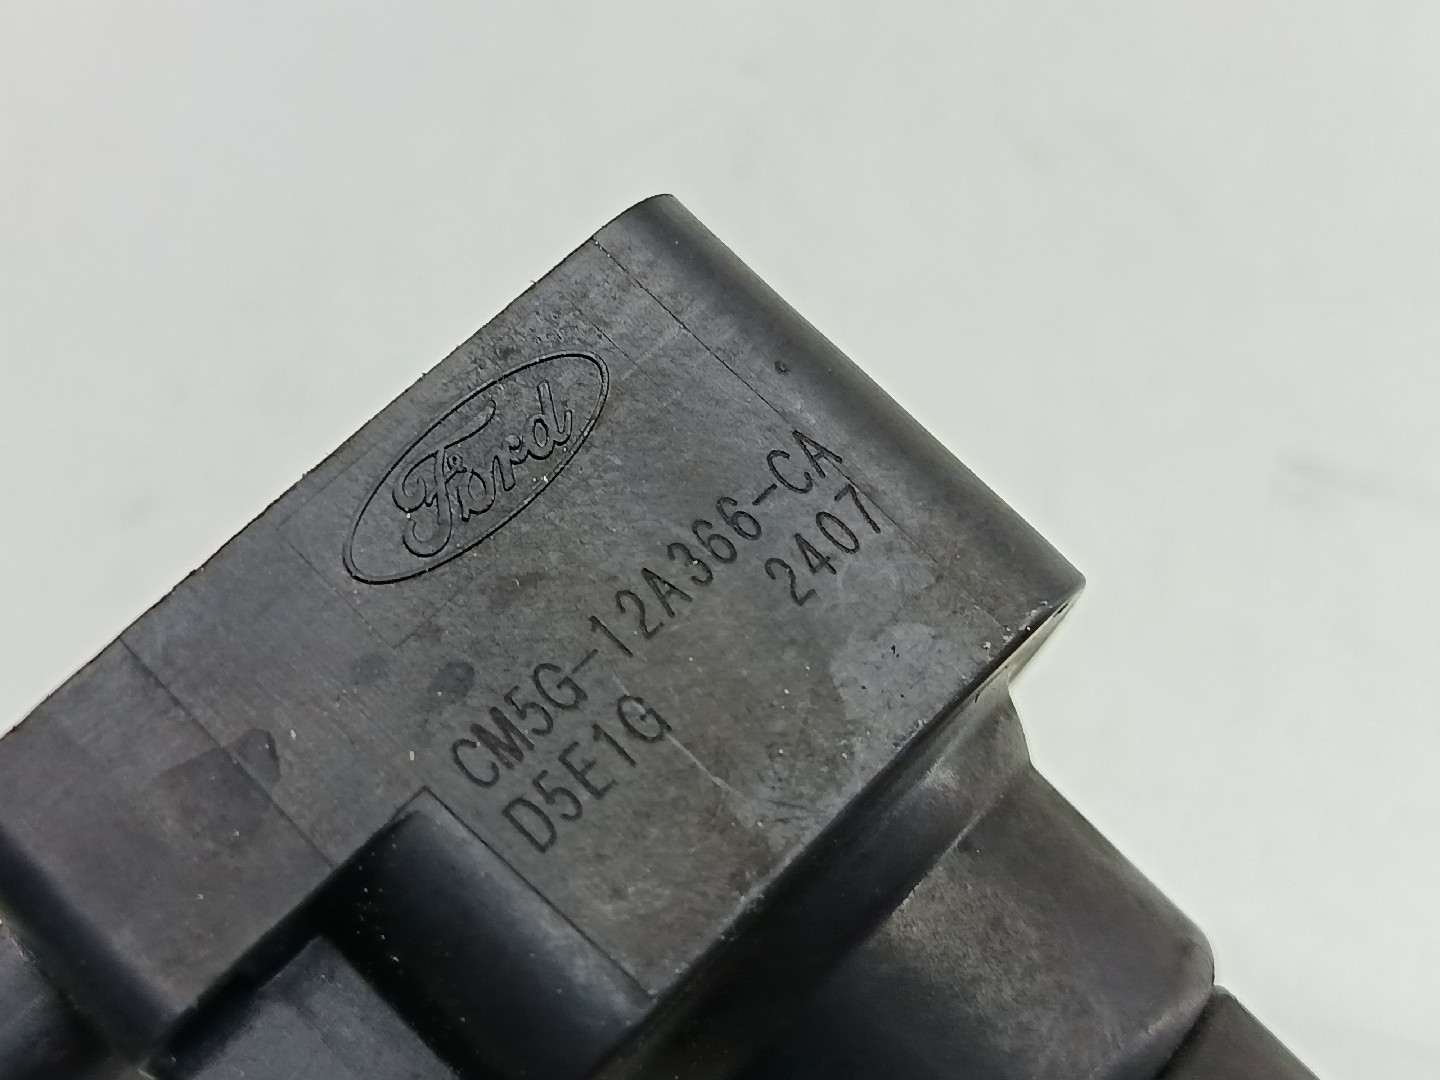 Ford
CM5G-12A366-CA
2407
D5E1G